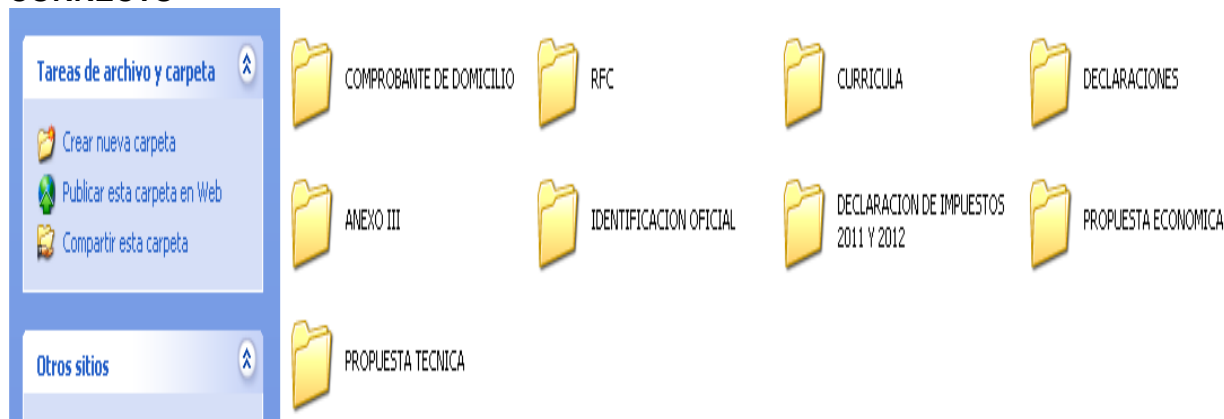 CORRECTO
Tareas de archivo y carpeta
Crear nueva carpeta
Publicar esta carpeta en Web
Compartir esta carpeta
Otros sitios
COMPROBANTE DE DOMICILIO
RFC
CURRICULA
DECLARACIONES
ANEXO III
IDENTIFICACION OFICIAL
DECLARACION DE IMPUESTOS
2011 Y 2012
PROPUESTA ECONOMICA
PROPUESTA TECNICA